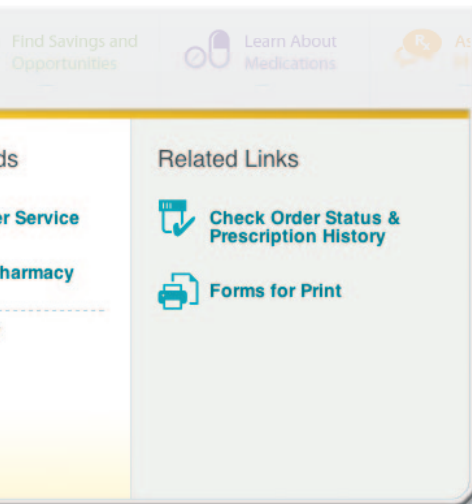 Find Savings and
Opportunities
Learn About
Medications
Rx
ds
Related Links
er Service
Check Order Status &
Prescription History
harmacy
Forms for Print